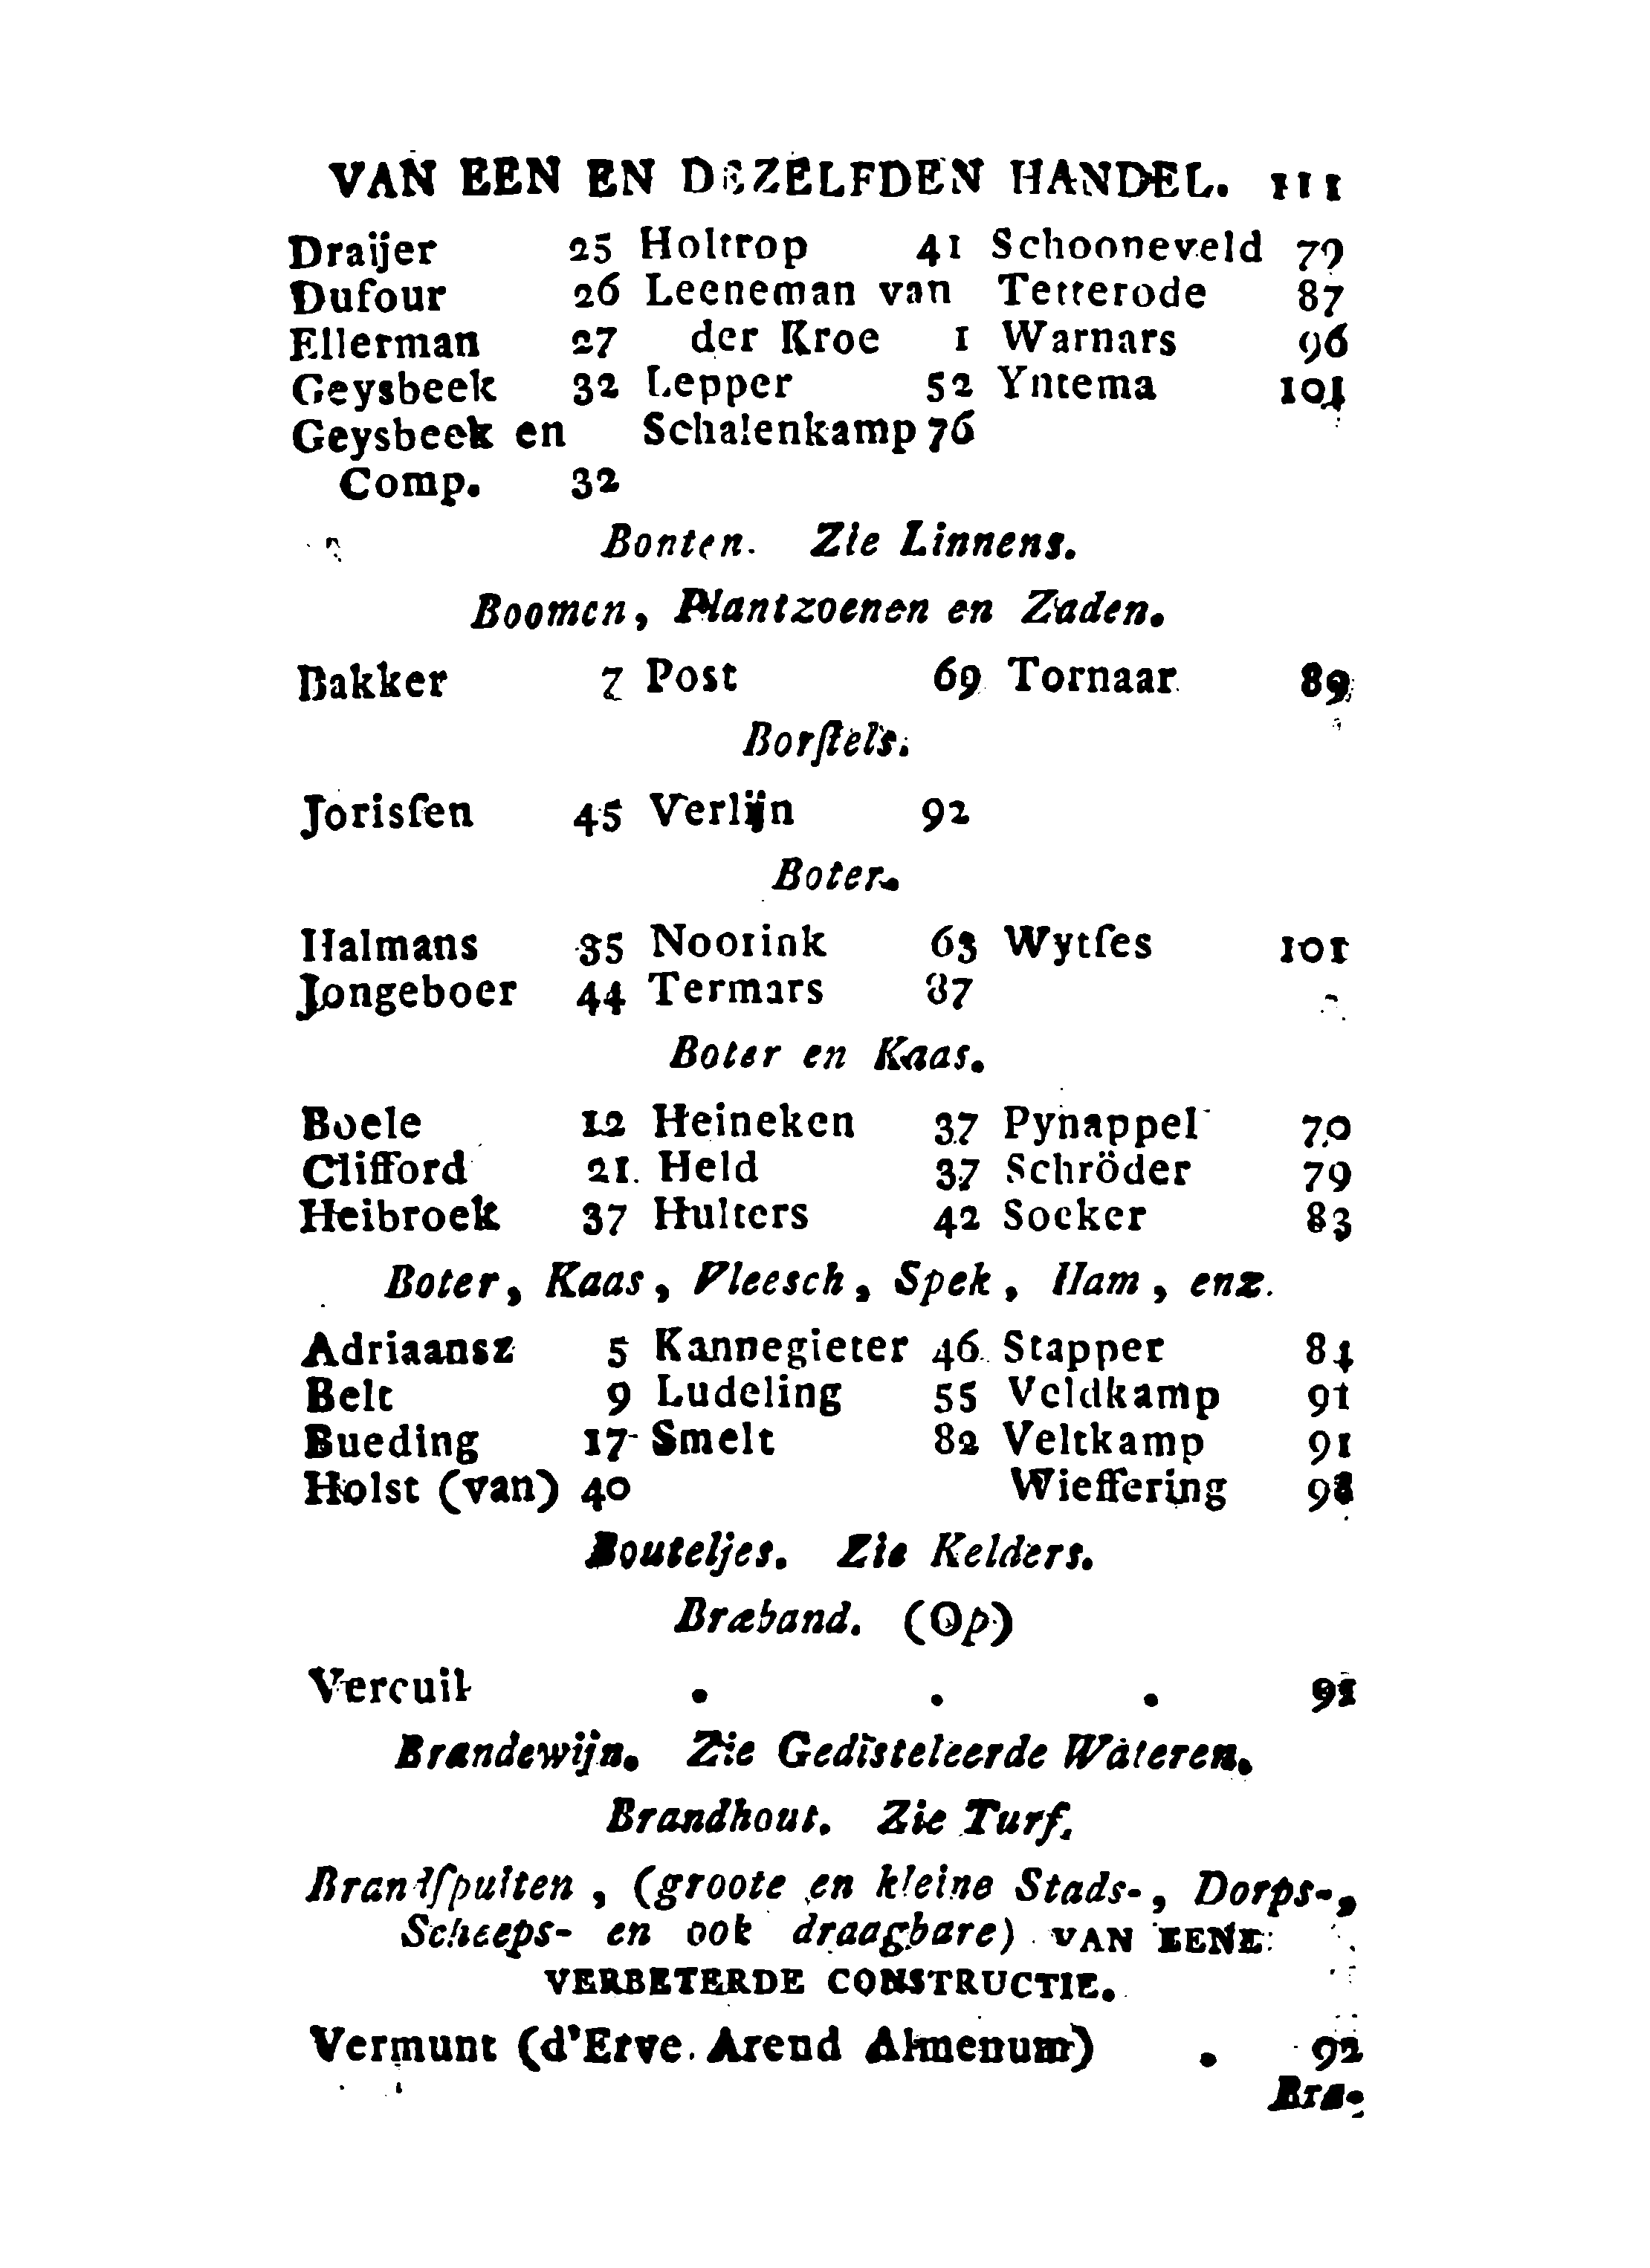 VAN EEN EN DEZELFDEN HANDEL. 111
Draijer 25 Holtrop 41 Schooneveld 79
Dufour 26 Leeneman van Tetterode 87
Ellerman 27 der Kroe 1 Warnars 96
Geysbeek 32 Lepper 52 Yntema 101
Geysbeek en Schalenkamp 76
Comp. 32
Bonten. Zie Linnens.
Boomen, Plantzoenen en Zaden.
Bakker 7 Post 69 Tornaar 89
Borſtels.
Jorisſen 45 Verlijn 92
Boter.
Halmans 35 Noorink 63 Wytſes 101
Jongeboer 44 Termars 87
Boter en Kaas.
Boele 12 Heineken 37 Pynappel 70
Clifford 21 Held 37 Schröder 79
Heibroek 37 Hulters 42 Socker 83
Boter, Kaas, Vleesch, Spek, Ham, enz.
Adriaansz 5 Kannegieter 46 Stapper 84
Belt 9 Ludeling 55 Veldkamp 91
Bueding 17 Smelt 82 Veltkamp 91
Holst (van) 40 Wieffering 98
Bouteljes. Zie Kelders.
Braband. (Op)
Vercuil . . . 91
Brandewijn. Zie Gedisteleerde Wateren.
Brandhout. Zie Turf.
Brandſpuiten, (groote en kleine Stads-, Dorps-,
Scheeps- en ook draagbare) VAN EENE
VERBETERDE CONSTRUCTIE.
Vermunt (d'Erve. Arend Almenum) . 92
Bra-